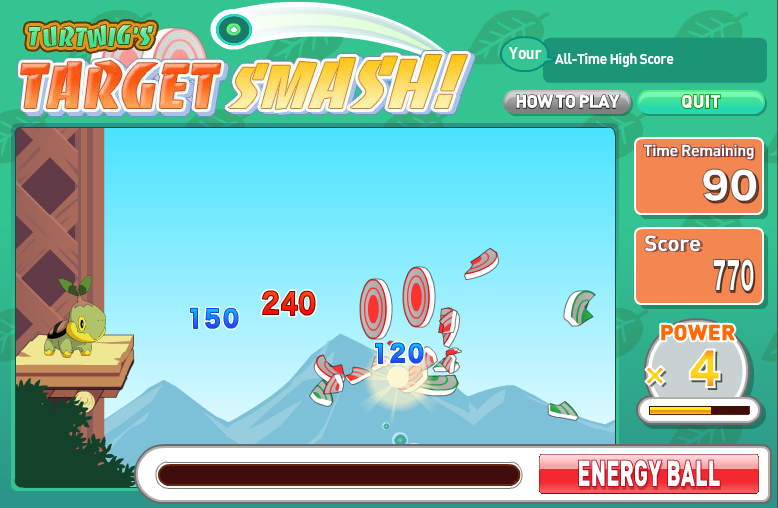 TURTWIG'S
TARGET SMASH!
Your
All-Time High Score
HOW TO PLAY
QUIT
Time Remaining
90
Score
770
POWER
× 4
150
240
120
ENERGY BALL